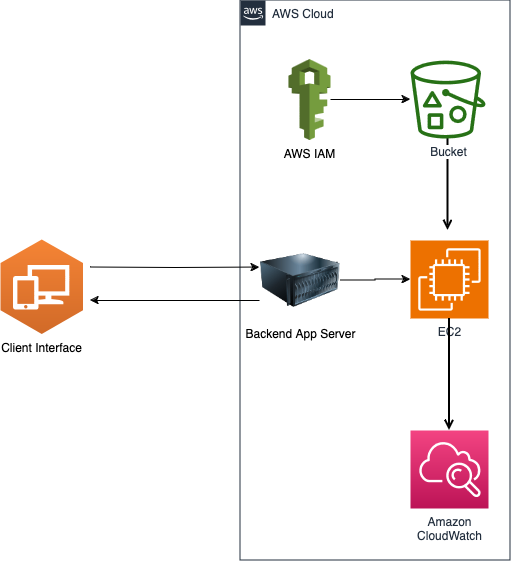 aws
AWS Cloud
AWS IAM
Bucket
Client Interface
Backend App Server
EC2
Amazon
CloudWatch